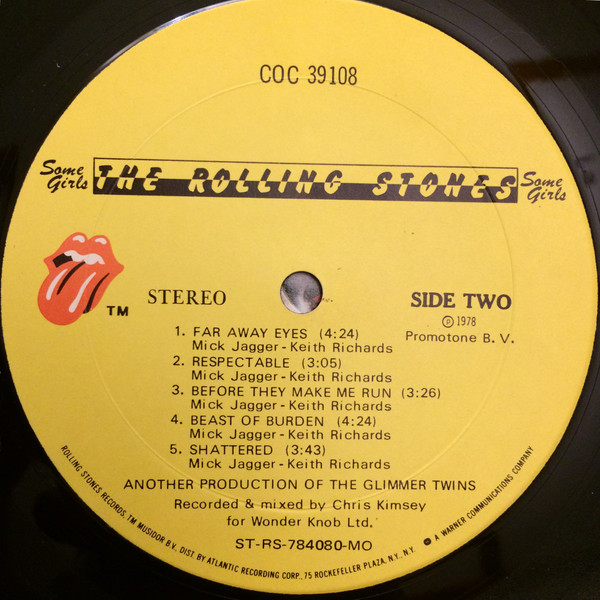 COC 39108
Some Girls
THE ROLLING STONES
Some Girls
TM
STEREO
SIDE TWO
℗ 1978
Promotone B. V.
1. FAR AWAY EYES (4:24)
Mick Jagger - Keith Richards
2. RESPECTABLE (3:05)
Mick Jagger - Keith Richards
3. BEFORE THEY MAKE ME RUN (3:26)
Mick Jagger - Keith Richards
4. BEAST OF BURDEN (4:24)
Mick Jagger - Keith Richards
5. SHATTERED (3:43)
Mick Jagger - Keith Richards
ANOTHER PRODUCTION OF THE GLIMMER TWINS
Recorded & mixed by Chris Kimsey
for Wonder Knob Ltd.
ST-RS-784080-MO
ROLLING STONES RECORDS, TM MUSIDOR B.V. DIST. BY ATLANTIC RECORDING CORP., 75 ROCKEFELLER PLAZA, N.Y., N.Y. A WARNER COMMUNICATIONS COMPANY